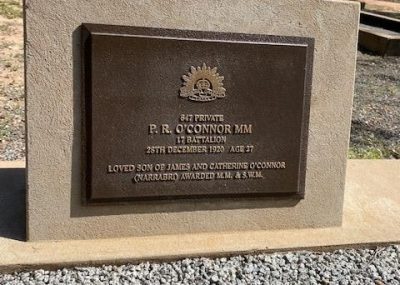 847 PRIVATE
P. R. O'CONNOR MM
17 BATTALION
25TH DECEMBER 1920 AGE 27
LOVED SON OF JAMES AND CATHERINE O'CONNOR
(NARRABRI) AWARDED M.M. & S.W.M.